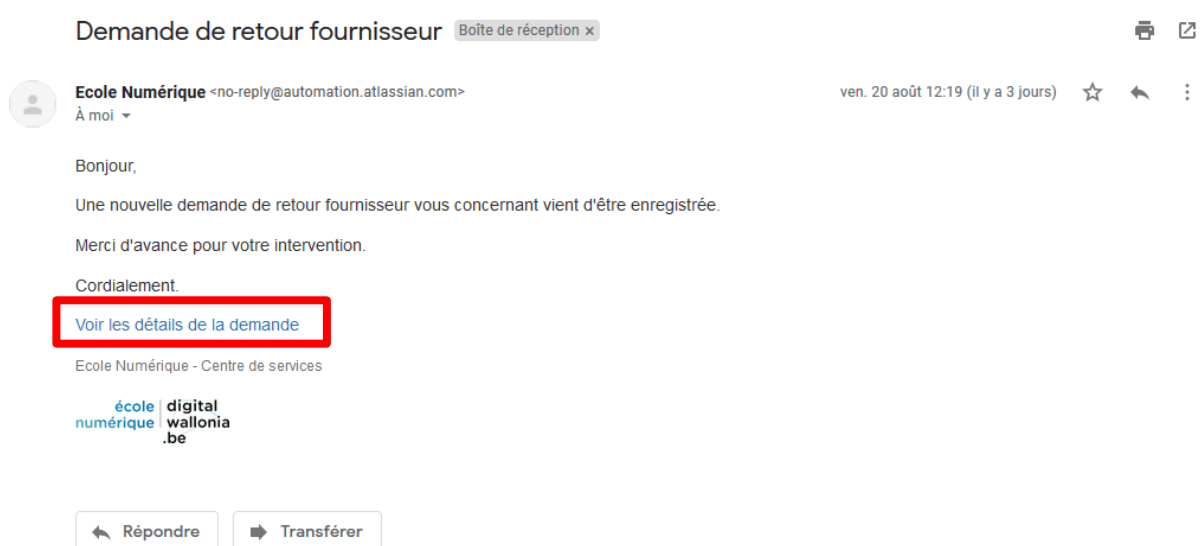 Demande de retour fournisseur Boîte de réception x
Ecole Numérique <no-reply@automation.atlassian.com> ven. 20 août 12:19 (il y a 3 jours)
À moi
Bonjour,
Une nouvelle demande de retour fournisseur vous concernant vient d'être enregistrée.
Merci d'avance pour votre intervention.
Cordialement.
Voir les détails de la demande
Ecole Numérique - Centre de services
école digital
numérique wallonia
.be
Répondre Transférer